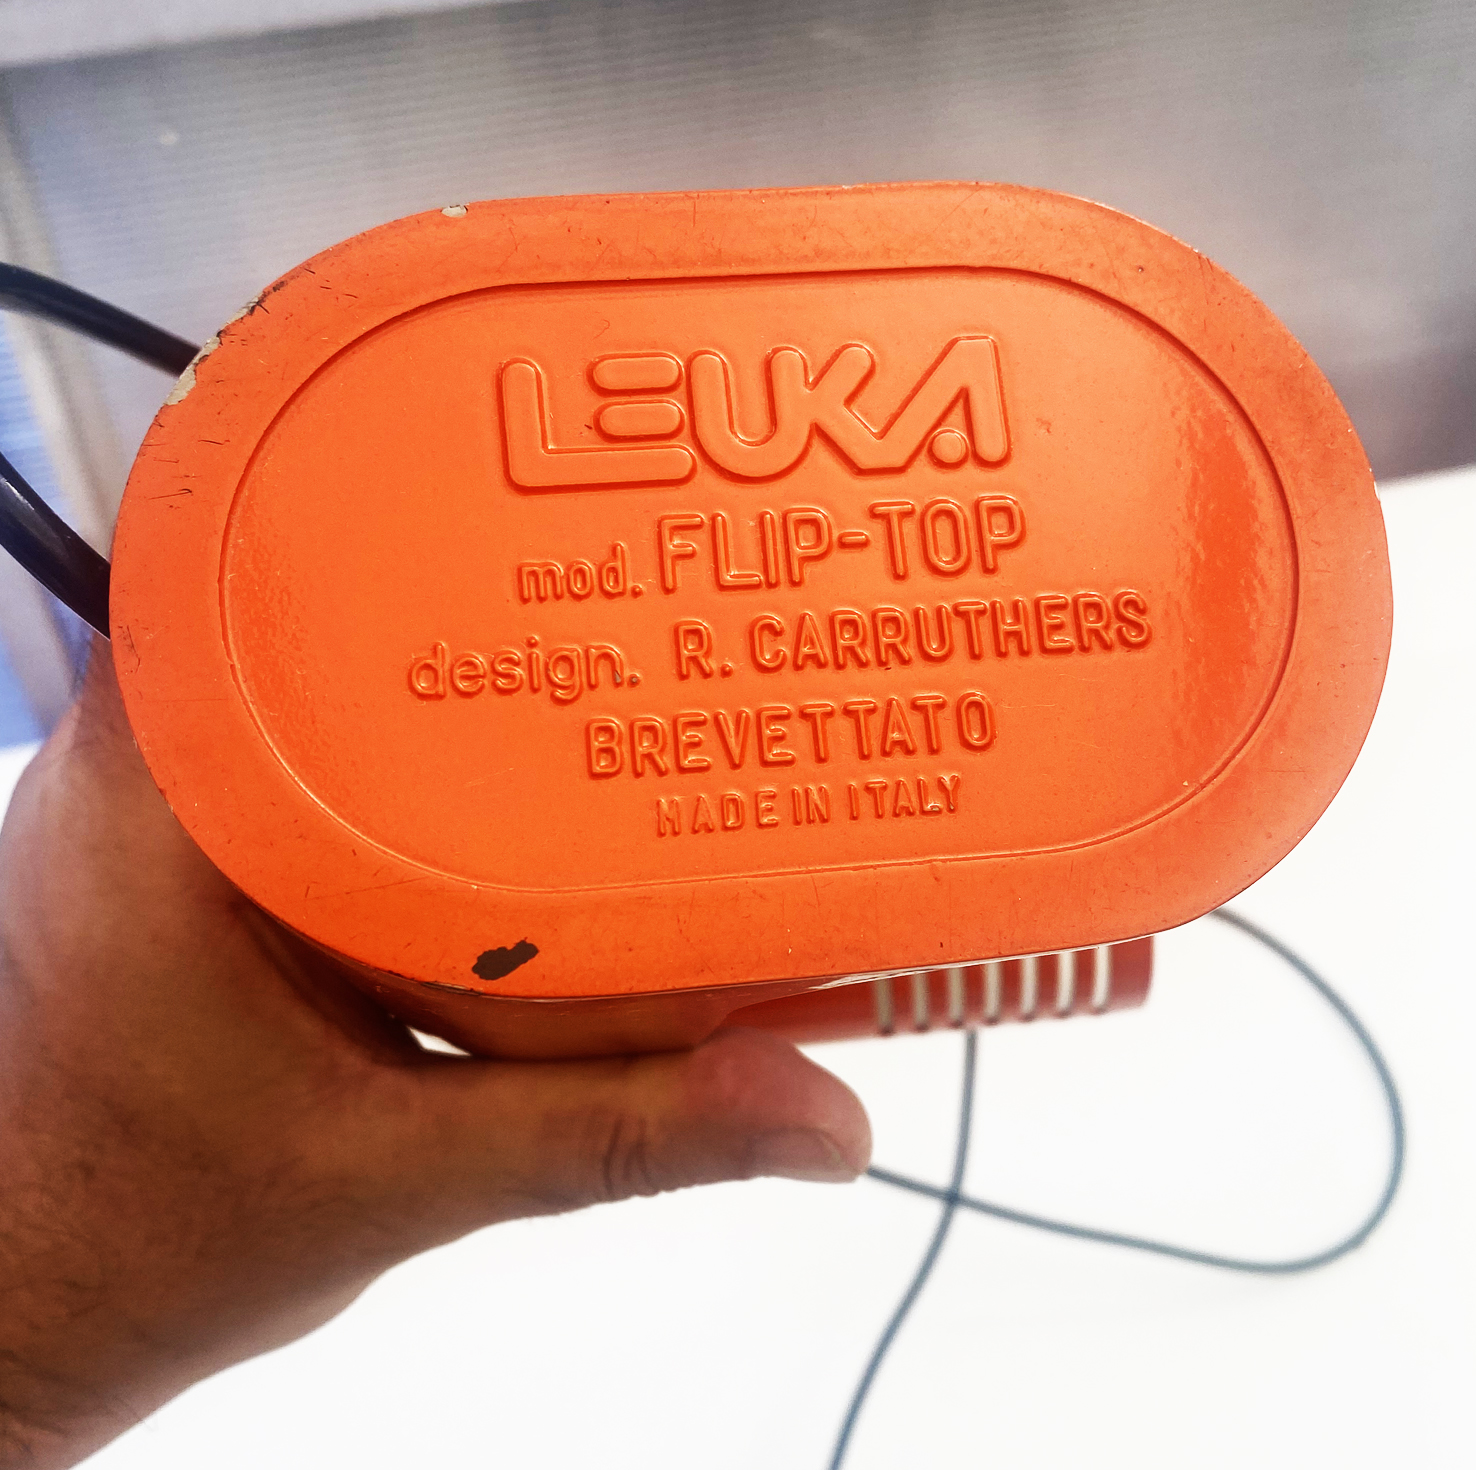 LEUKA
mod. FLIP-TOP
design. R. CARRUTHERS
BREVETTATO
MADE IN ITALY